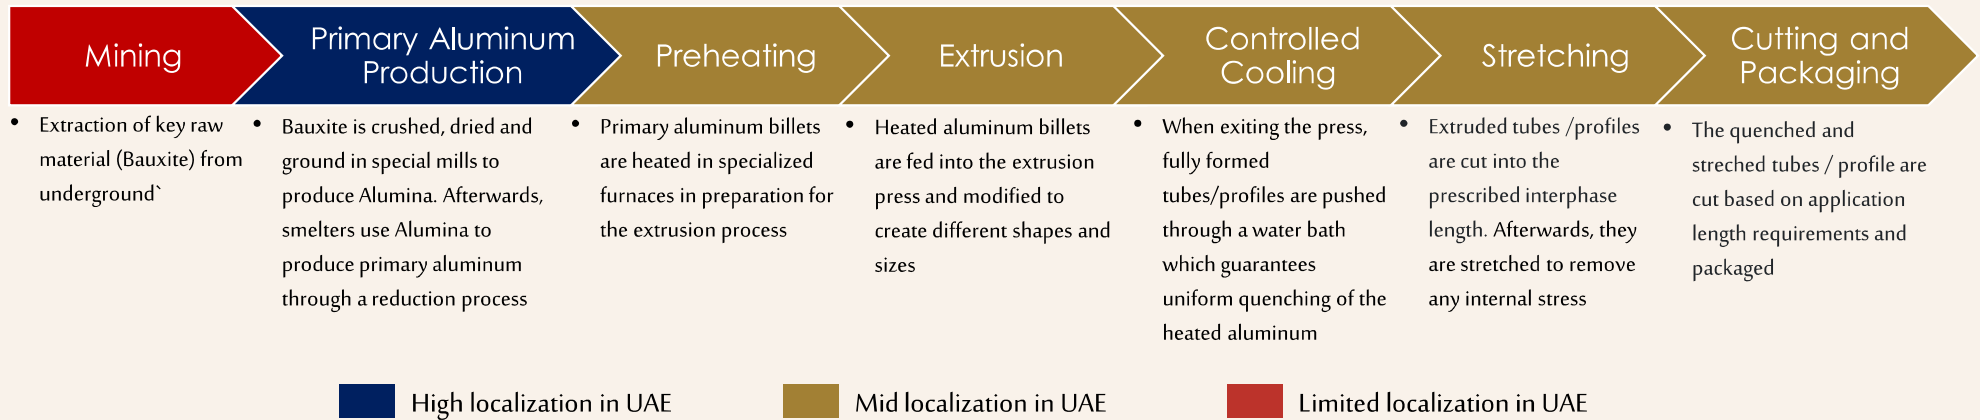 Mining
Primary Aluminum
Production
Preheating
Extrusion
Controlled
Cooling
Stretching
Cutting and
Packaging
• Extraction of key raw
material (Bauxite) from
underground`
• Bauxite is crushed, dried and
ground in special mills to
produce Alumina. Afterwards,
smelters use Alumina to
produce primary aluminum
through a reduction process
• Primary aluminum billets
are heated in specialized
furnaces in preparation for
the extrusion process
• Heated aluminum billets
are fed into the extrusion
press and modified to
create different shapes and
sizes
• When exiting the press,
fully formed
tubes/profiles are pushed
through a water bath
which guarantees
uniform quenching of the
heated aluminum
• Extruded tubes /profiles
are cut into the
prescribed interphase
length. Afterwards, they
are stretched to remove
any internal stress
• The quenched and
streched tubes / profile are
cut based on application
length requirements and
packaged
High localization in UAE
Mid localization in UAE
Limited localization in UAE